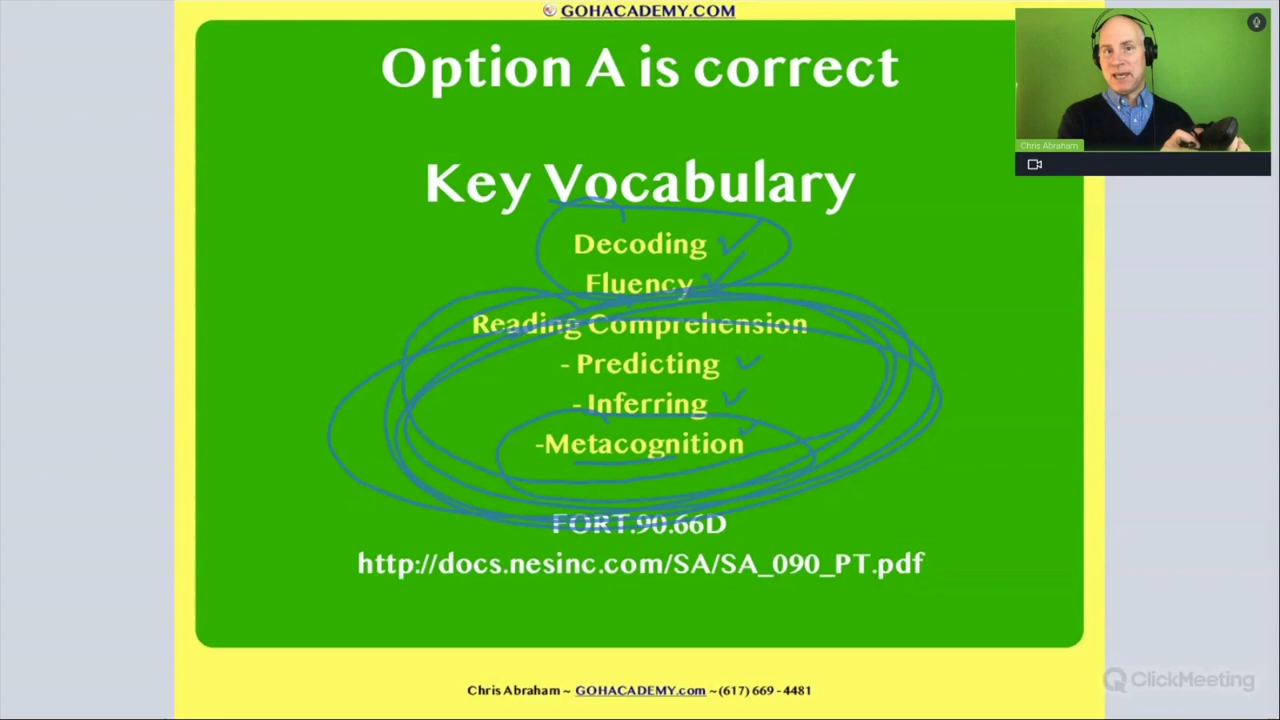 GOHACADEMY.COM
Option A is correct
Key Vocabulary
Decoding
Fluency
Reading Comprehension
- Predicting
- Inferring
-Metacognition
FORT.90.66D
http://docs.nesinc.com/SA/SA_090_PT.pdf
Chris Abraham ~ GOHACADEMY.com ~(617) 669 - 4481
Chris Abraham
ClickMeeting